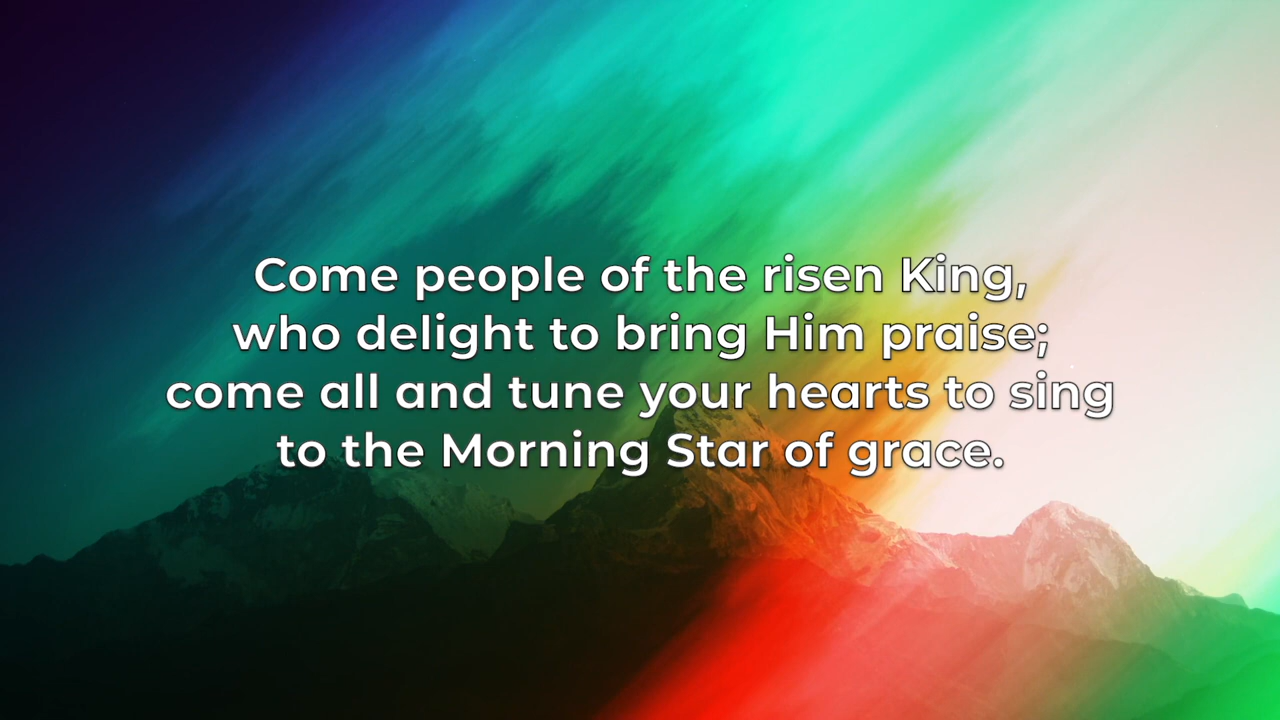 Come people of the risen King,
who delight to bring Him praise;
come all and tune your hearts to sing
to the Morning Star of grace.